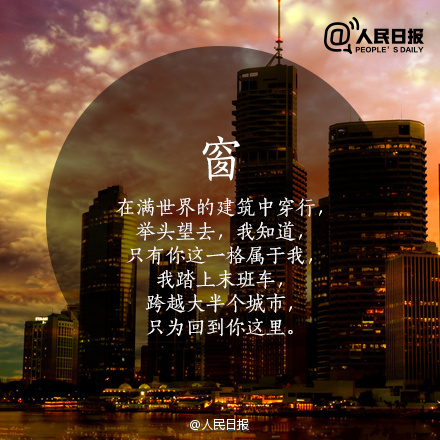 @人民日报
PEOPLE'S DAILY
窗
在满世界的建筑中穿行，
举头望去，我知道，
只有你这一格属于我，
我踏上末班车，
跨越大半个城市，
只为回到你这里。
@人民日报